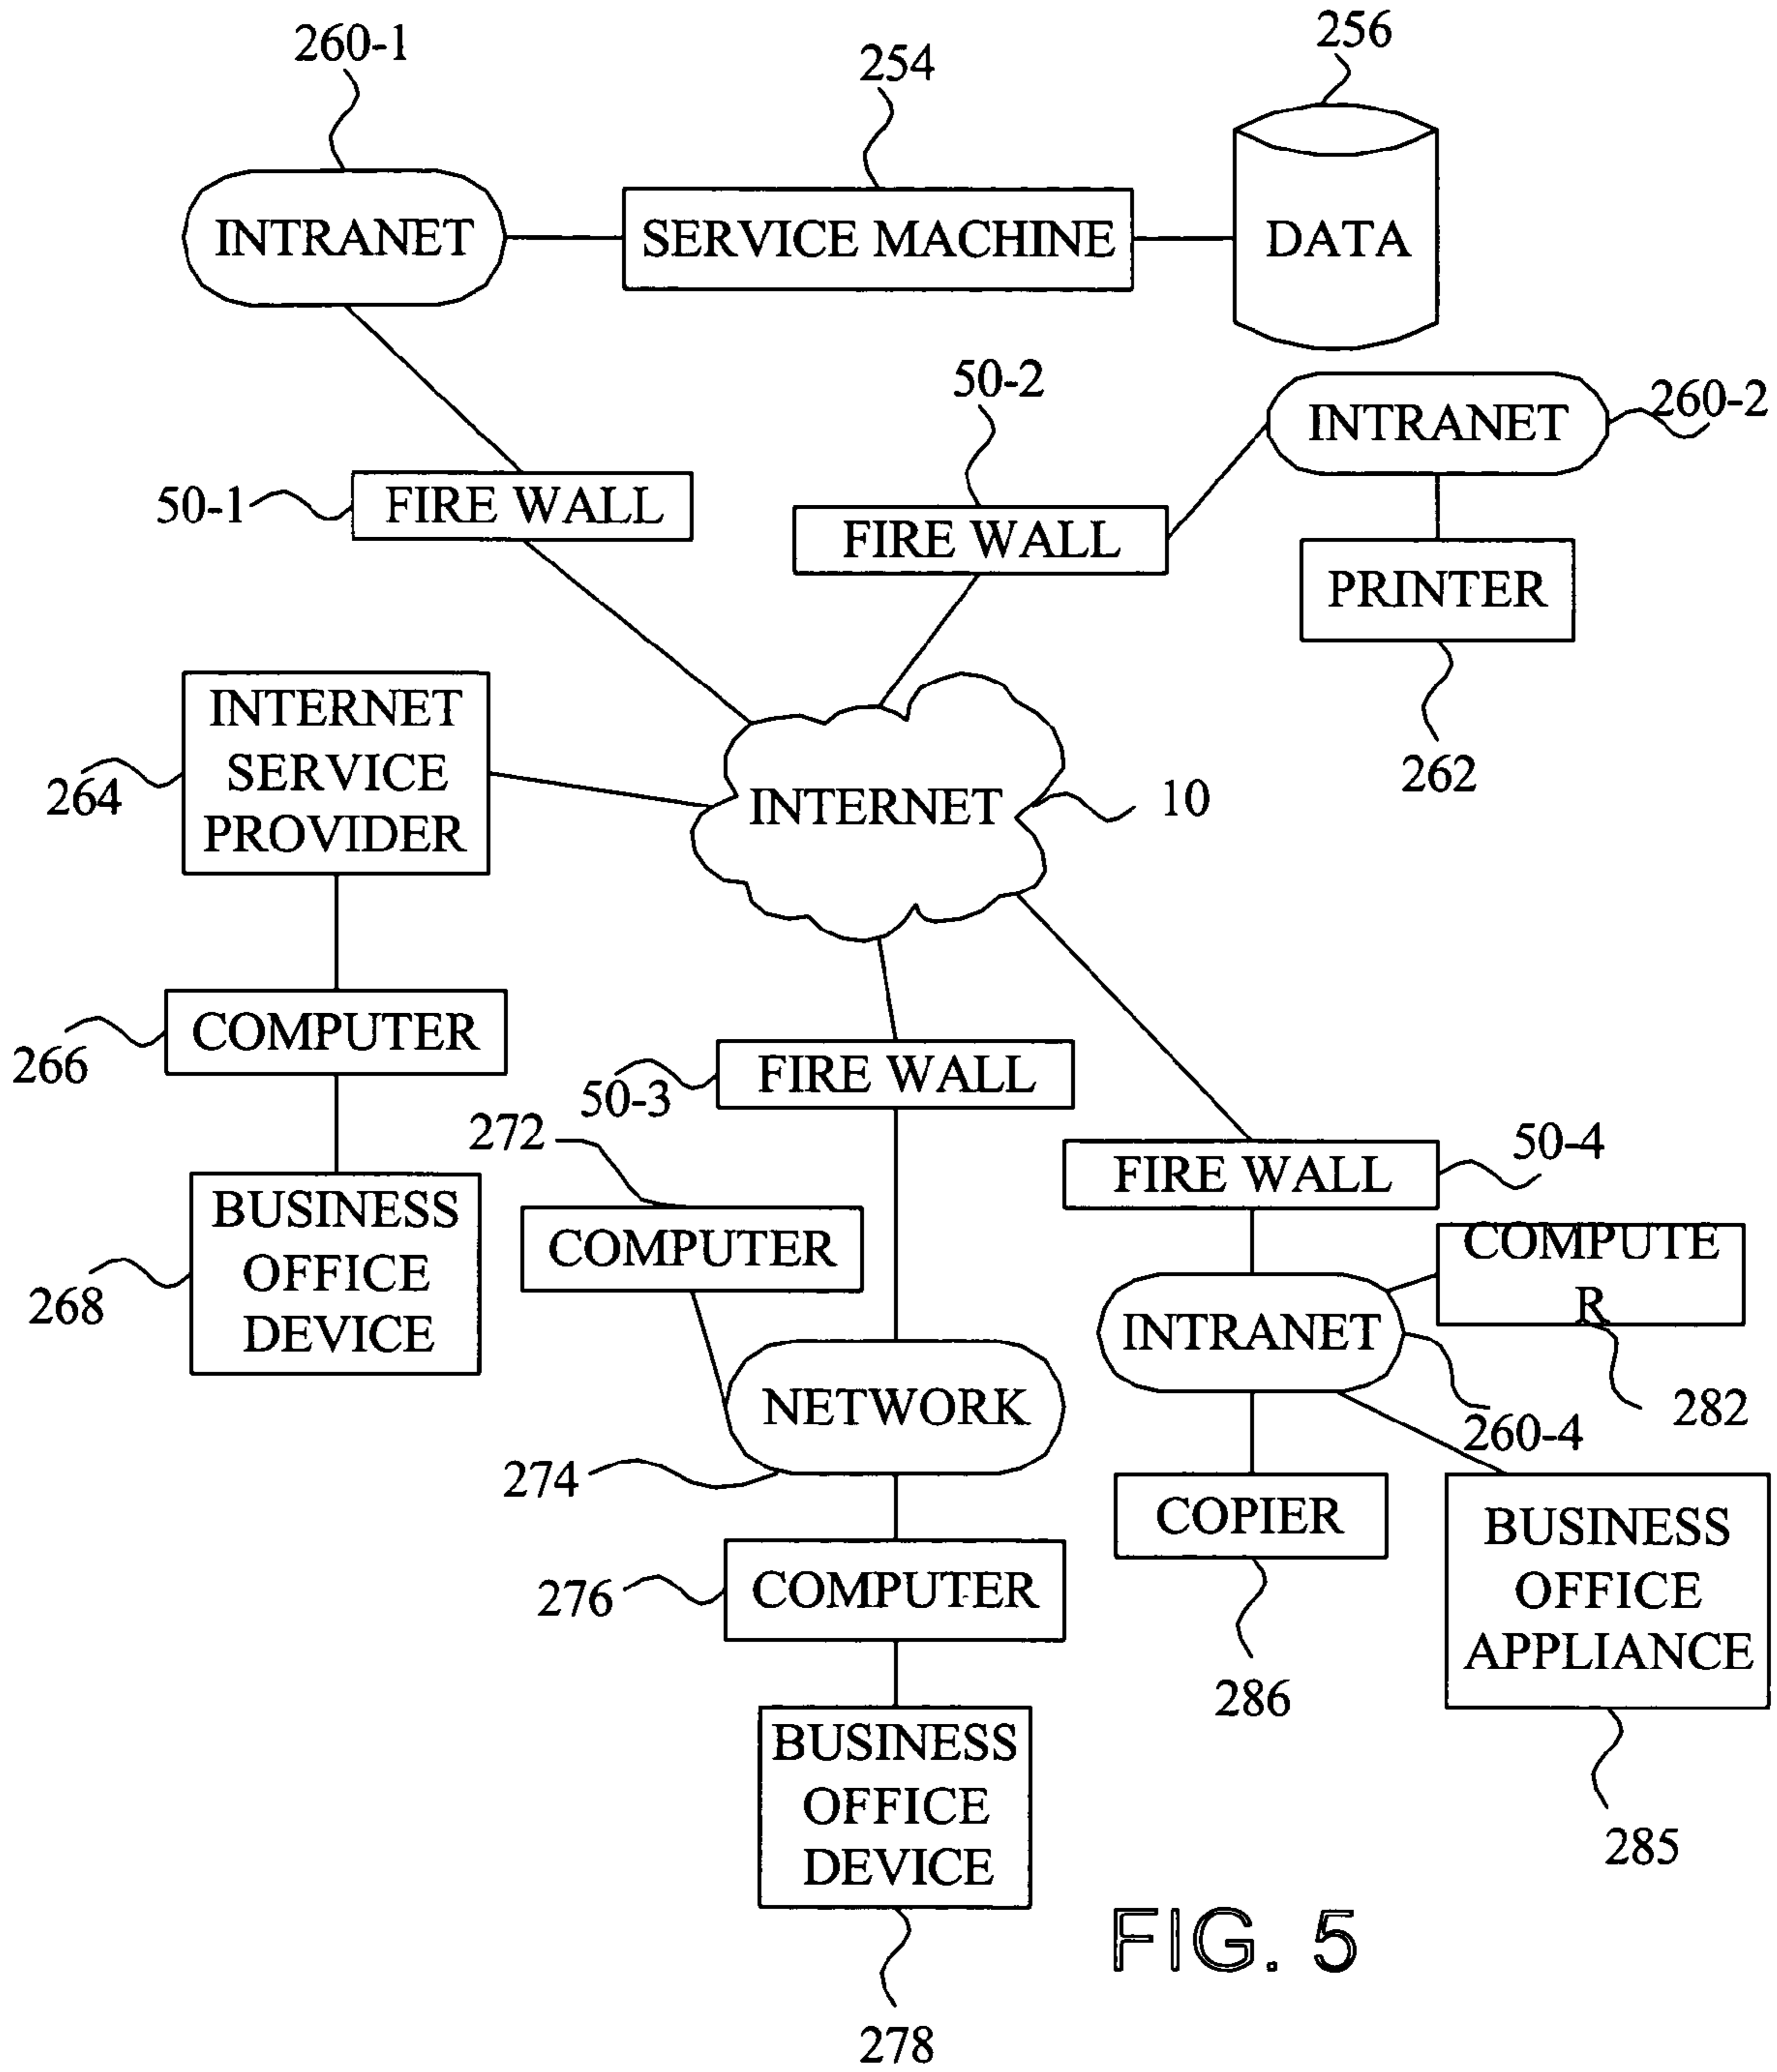 260-1
254
256
INTRANET
SERVICE MACHINE
DATA
50-2
260-2
INTRANET
50-1
FIRE WALL
FIRE WALL
PRINTER
262
INTERNET
SERVICE
PROVIDER
264
INTERNET
10
COMPUTER
266
FIRE WALL
50-3
272
50-4
FIRE WALL
BUSINESS
OFFICE
DEVICE
268
COMPUTER
COMPUTE
R
282
INTRANET
260-4
NETWORK
274
COPIER
286
BUSINESS
OFFICE
APPLIANCE
285
276
COMPUTER
BUSINESS
OFFICE
DEVICE
278
FIG. 5